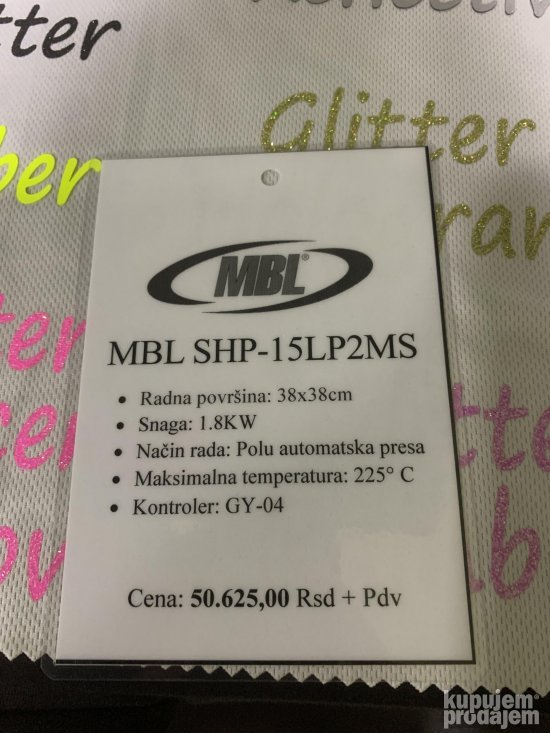 tter
Glitter
ber
MBL®
MBL SHP-15LP2MS
• Radna površina: 38x38cm
• Snaga: 1.8KW
• Način rada: Polu automatska presa
• Maksimalna temperatura: 225° C
• Kontroler: GY-04
Cena: 50.625,00 Rsd + Pdv
kupujem
prodajem